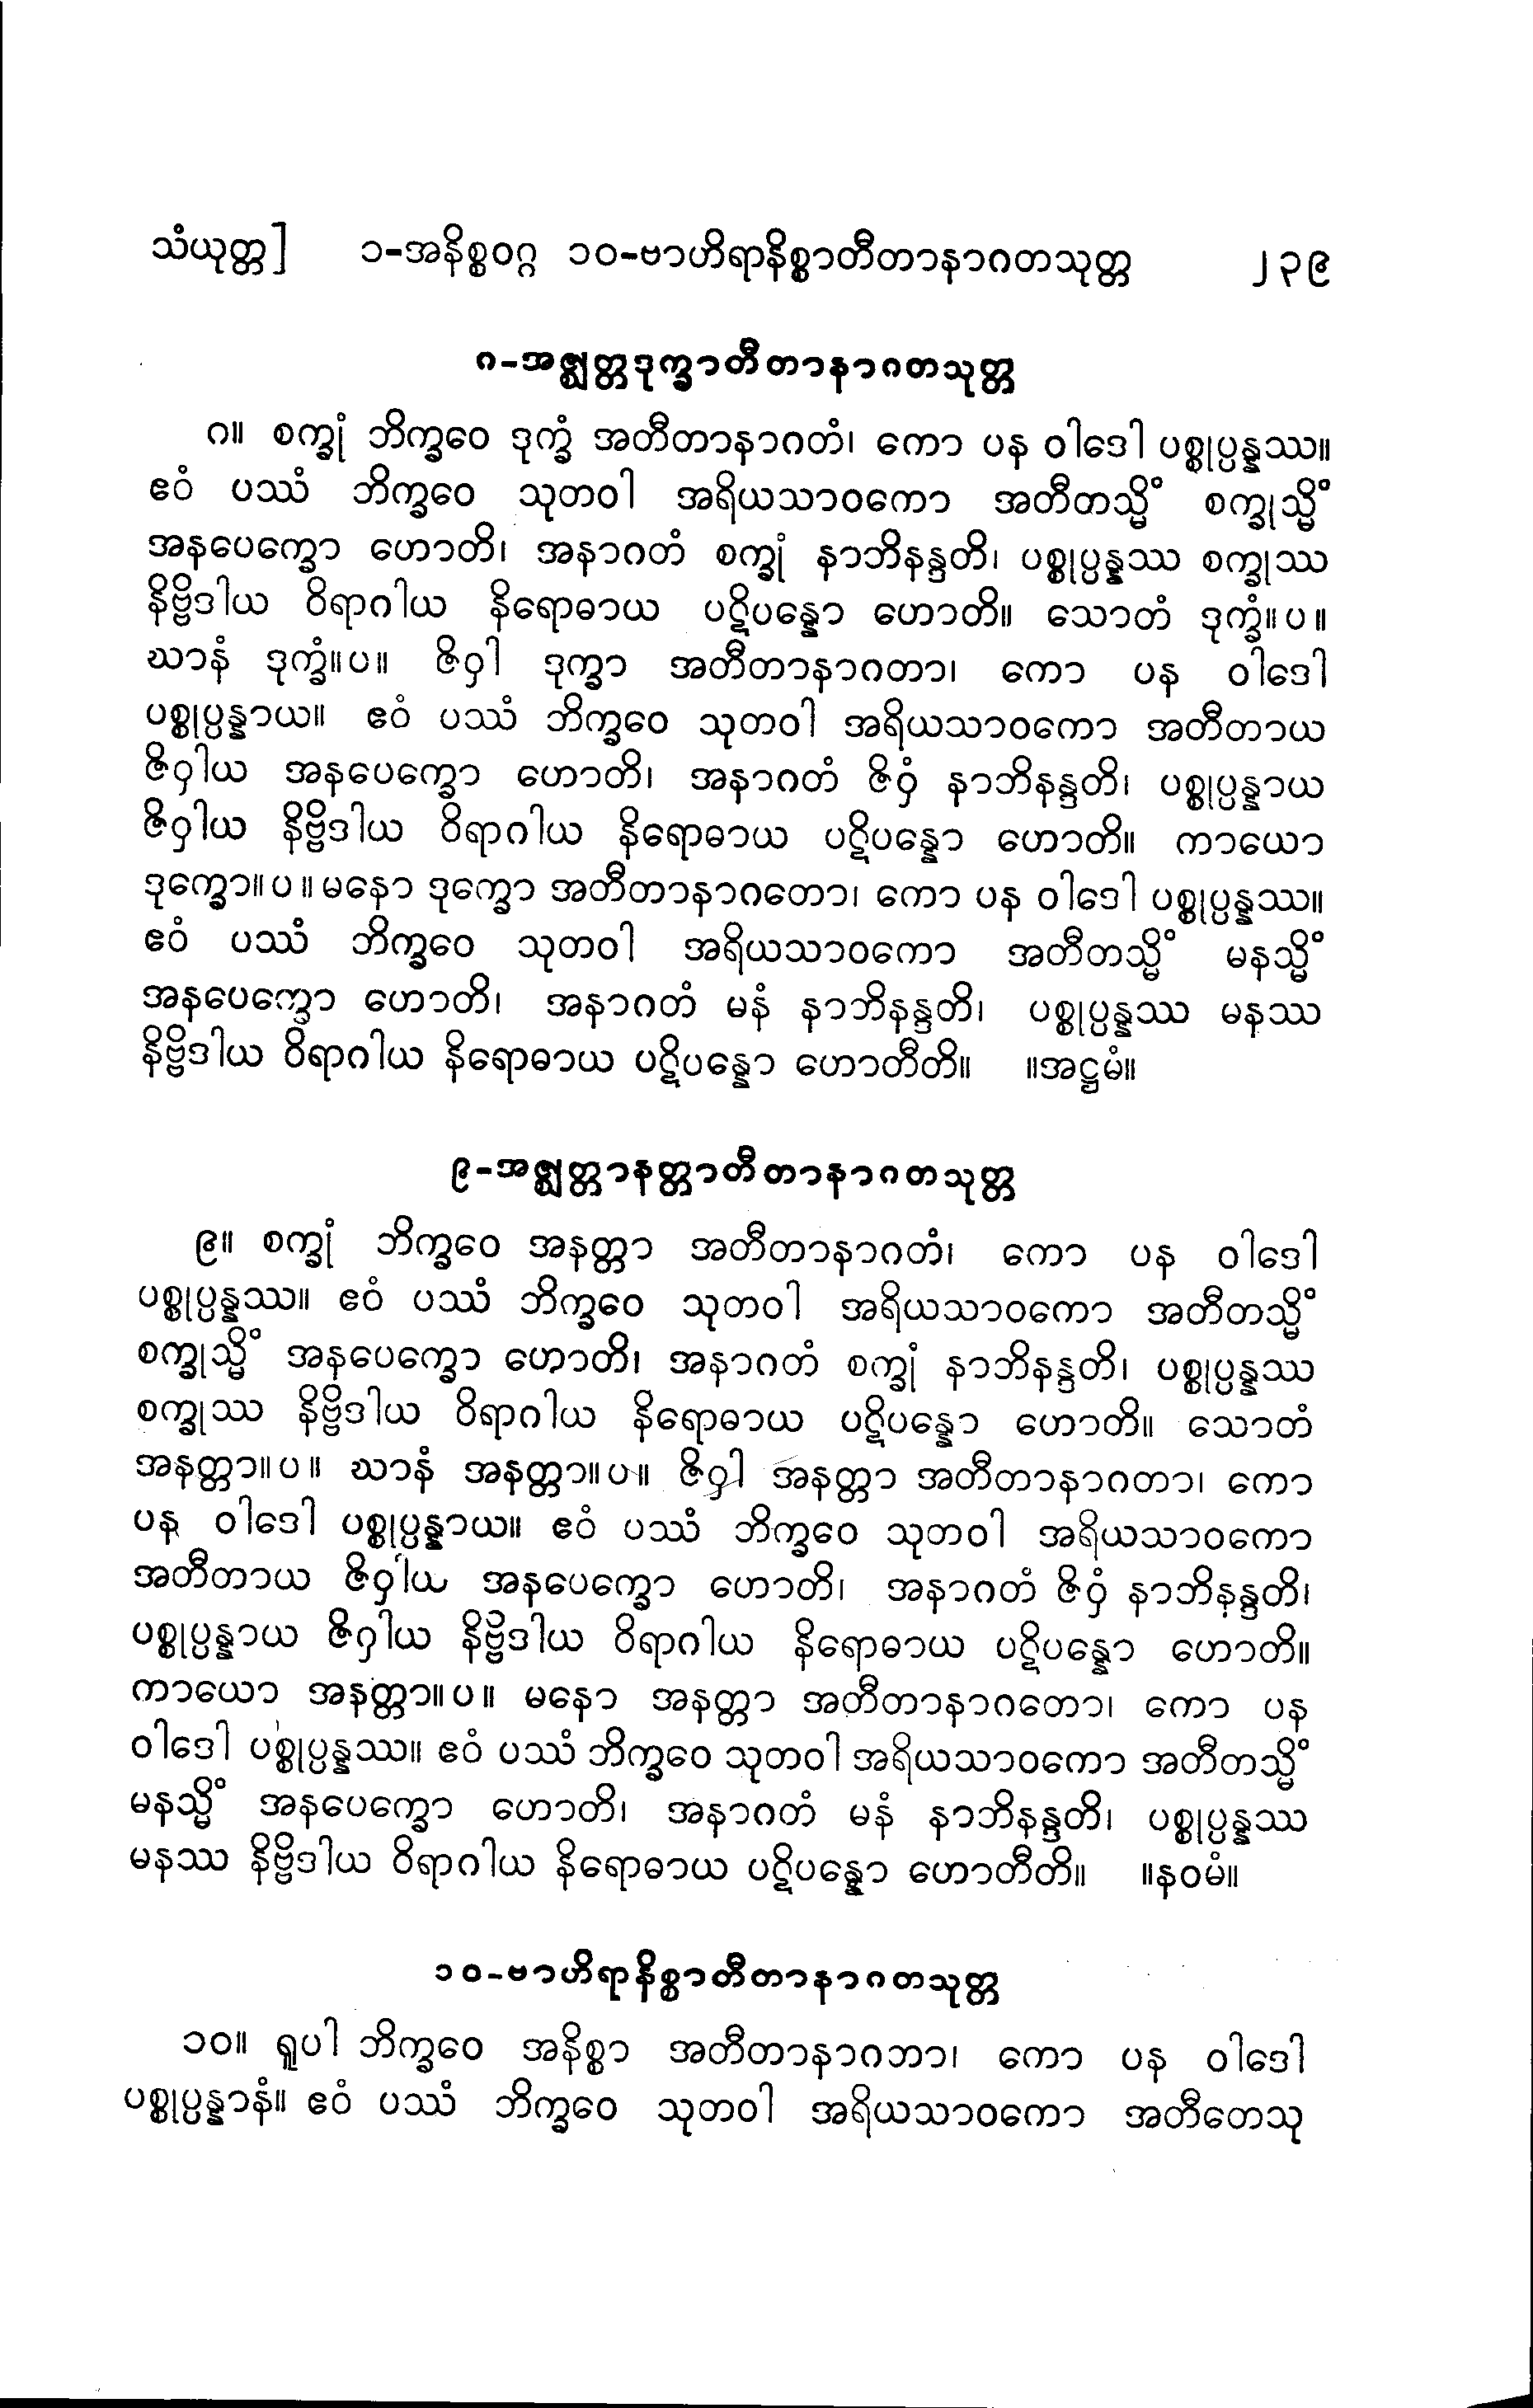 သံယုတ္တ] ၁-အနိစ္စဝဂ္ဂ ၁၀-ဗာဟိရာနိစ္စာတီတာနာဂတသုတ္တ ၂၃၉
၈-အဇ္ဈတ္တဒုက္ခာတီတာနာဂတသုတ္တ
၈။ စက္ခုံ ဘိက္ခဝေ ဒုက္ခံ အတီတာနာဂတံ၊ ကော ပန ဝါဒေါ ပစ္စုပ္ပန္နဿ။
ဧဝံ ပဿံ ဘိက္ခဝေ သုတဝါ အရိယသာဝကော အတီတသ္မိံ စက္ခုသ္မိံ
အနပေက္ခော ဟောတိ၊ အနာဂတံ စက္ခုံ နာဘိနန္ဒတိ၊ ပစ္စုပ္ပန္နဿ စက္ခုဿ
နိဗ္ဗိဒါယ ဝိရာဂါယ နိရောဓာယ ပဋိပန္နော ဟောတိ။ သောတံ ဒုက္ခံ။ပ။
ဃာနံ ဒုက္ခံ။ပ။ ဇိဝှါ ဒုက္ခာ အတီတာနာဂတာ၊ ကော ပန ဝါဒေါ
ပစ္စုပ္ပန္နာယ။ ဧဝံ ပဿံ ဘိက္ခဝေ သုတဝါ အရိယသာဝကော အတီတာယ
ဇိဝှါယ အနပေက္ခော ဟောတိ၊ အနာဂတံ ဇိဝှံ နာဘိနန္ဒတိ၊ ပစ္စုပ္ပန္နာယ
ဇိဝှါယ နိဗ္ဗိဒါယ ဝိရာဂါယ နိရောဓာယ ပဋိပန္နော ဟောတိ။ ကာယော
ဒုက္ခော။ပ။ မနော ဒုက္ခော အတီတာနာဂတော၊ ကော ပန ဝါဒေါ ပစ္စုပ္ပန္နဿ။
ဧဝံ ပဿံ ဘိက္ခဝေ သုတဝါ အရိယသာဝကော အတီတသ္မိံ မနသ္မိံ
အနပေက္ခော ဟောတိ၊ အနာဂတံ မနံ နာဘိနန္ဒတိ၊ ပစ္စုပ္ပန္နဿ မနဿ
နိဗ္ဗိဒါယ ဝိရာဂါယ နိရောဓာယ ပဋိပန္နော ဟောတီတိ။ ။အဋ္ဌမံ။
၉-အဇ္ဈတ္တာနတ္တာတီတာနာဂတသုတ္တ
၉။ စက္ခုံ ဘိက္ခဝေ အနတ္တာ အတီတာနာဂတံ၊ ကော ပန ဝါဒေါ
ပစ္စုပ္ပန္နဿ။ ဧဝံ ပဿံ ဘိက္ခဝေ သုတဝါ အရိယသာဝကော အတီတသ္မိံ
စက္ခုသ္မိံ အနပေက္ခော ဟောတိ၊ အနာဂတံ စက္ခုံ နာဘိနန္ဒတိ၊ ပစ္စုပ္ပန္နဿ
စက္ခုဿ နိဗ္ဗိဒါယ ဝိရာဂါယ နိရောဓာယ ပဋိပန္နော ဟောတိ။ သောတံ
အနတ္တာ။ပ။ ဃာနံ အနတ္တာ။ပ။ ဇိဝှါ အနတ္တာ အတီတာနာဂတာ၊ ကော
ပန ဝါဒေါ ပစ္စုပ္ပန္နာယ။ ဧဝံ ပဿံ ဘိက္ခဝေ သုတဝါ အရိယသာဝကော
အတီတာယ ဇိဝှါယ အနပေက္ခော ဟောတိ၊ အနာဂတံ ဇိဝှံ နာဘိနန္ဒတိ၊
ပစ္စုပ္ပန္နာယ ဇိဝှါယ နိဗ္ဗိဒါယ ဝိရာဂါယ နိရောဓာယ ပဋိပန္နော ဟောတိ။
ကာယော အနတ္တာ။ပ။ မနော အနတ္တာ အတီတာနာဂတော၊ ကော ပန
ဝါဒေါ ပစ္စုပ္ပန္နဿ။ ဧဝံ ပဿံ ဘိက္ခဝေ သုတဝါ အရိယသာဝကော အတီတသ္မိံ
မနသ္မိံ အနပေက္ခော ဟောတိ၊ အနာဂတံ မနံ နာဘိနန္ဒတိ၊ ပစ္စုပ္ပန္နဿ
မနဿ နိဗ္ဗိဒါယ ဝိရာဂါယ နိရောဓာယ ပဋိပန္နော ဟောတီတိ။ ။နဝမံ။
၁၀-ဗာဟိရာနိစ္စာတီတာနာဂတသုတ္တ
၁၀။ ရူပါ ဘိက္ခဝေ အနိစ္စာ အတီတာနာဂဘာ၊ ကော ပန ဝါဒေါ
ပစ္စုပ္ပန္နာနံ။ ဧဝံ ပဿံ ဘိက္ခဝေ သုတဝါ အရိယသာဝကော အတီတေသု